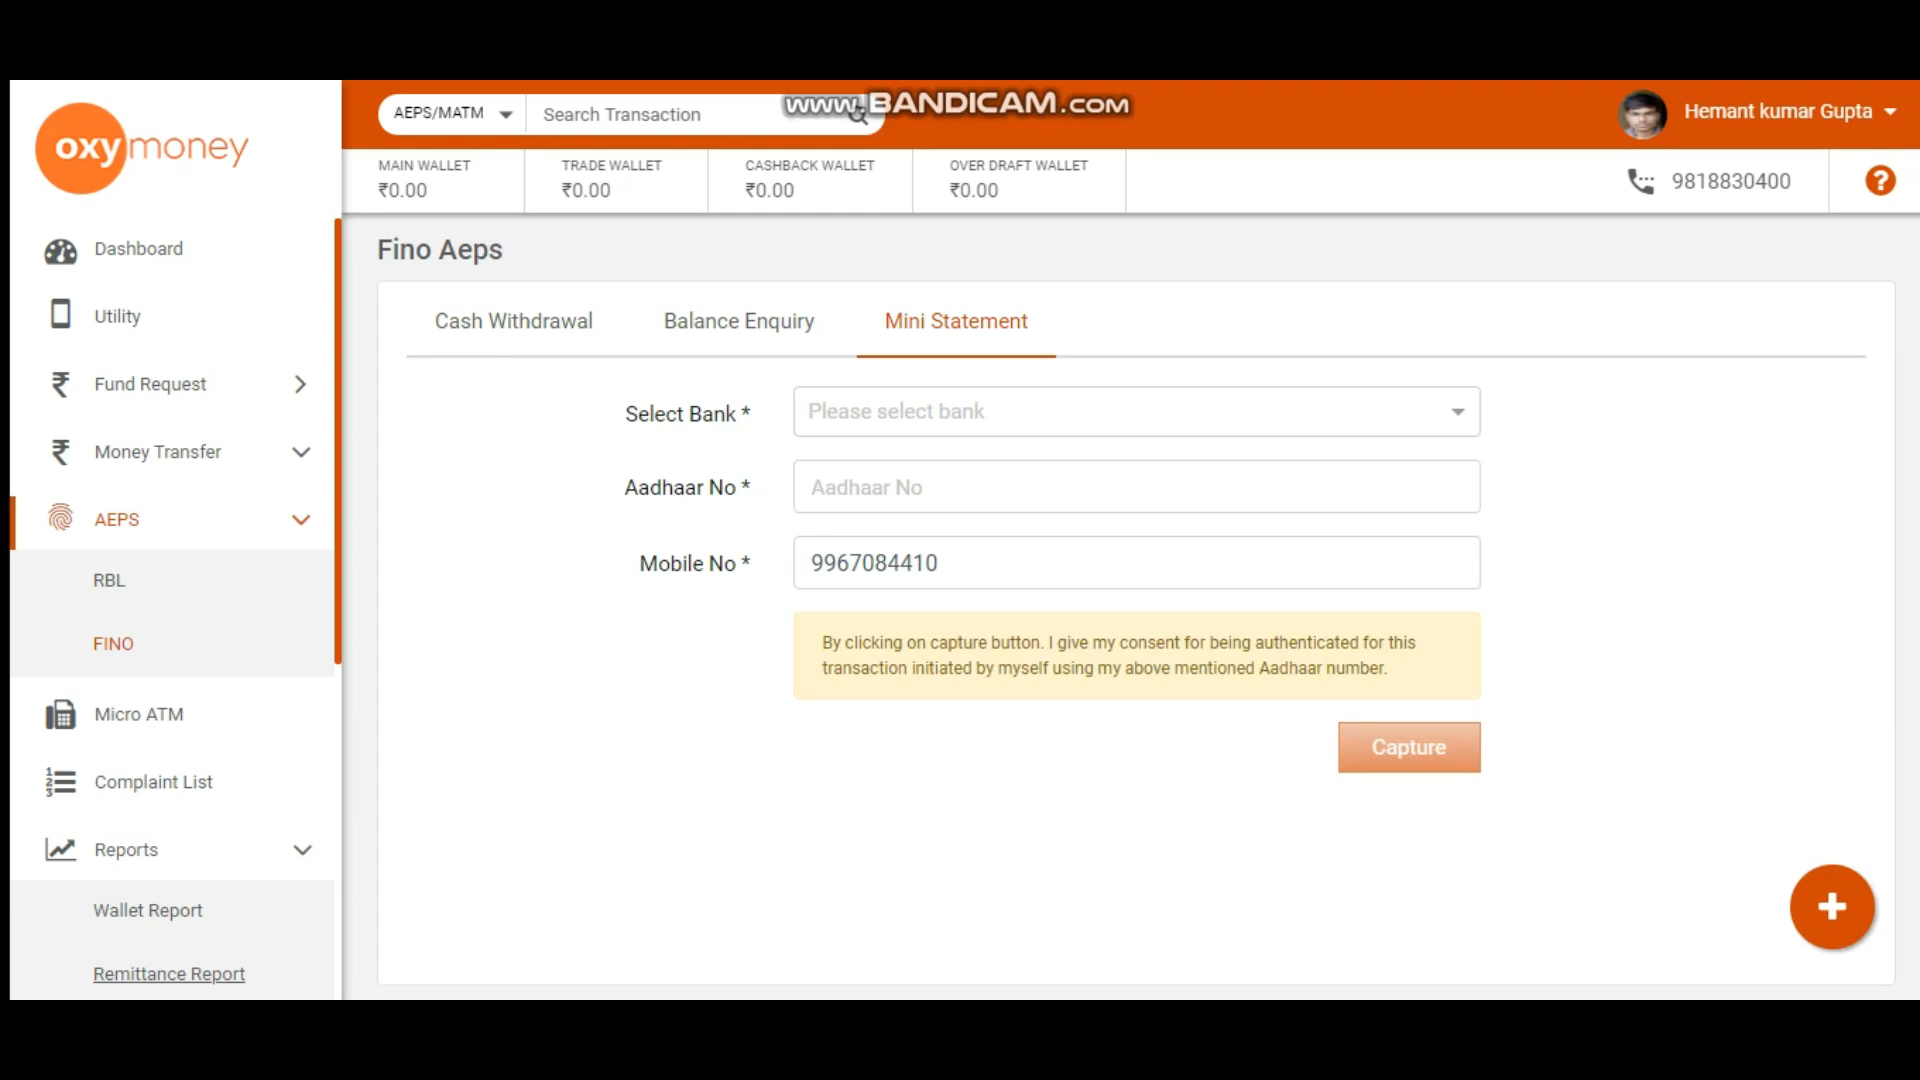 oxymoney
AEPS/MATM
Search Transaction
www.BANDICAM.com
Hemant kumar Gupta
MAIN WALLET
₹0.00
TRADE WALLET
₹0.00
CASHBACK WALLET
₹0.00
OVER DRAFT WALLET
₹0.00
9818830400
?
Dashboard
Utility
₹ Fund Request
₹ Money Transfer
AEPS
RBL
FINO
Micro ATM
Complaint List
Reports
Wallet Report
Remittance Report
Fino Aeps
Cash Withdrawal
Balance Enquiry
Mini Statement
Select Bank *
Please select bank
Aadhaar No *
Aadhaar No
Mobile No *
9967084410
By clicking on capture button. I give my consent for being authenticated for this
transaction initiated by myself using my above mentioned Aadhaar number.
Capture